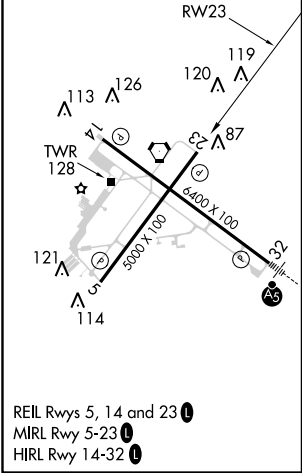 RW23
119
120
126
113
87
14
23
P
P
TWR
128
6400 X 100
5000 X 100
P
P
32
121
5
A5
114
REIL Rwys 5, 14 and 23 L
MIRL Rwy 5-23 L
HIRL Rwy 14-32 L